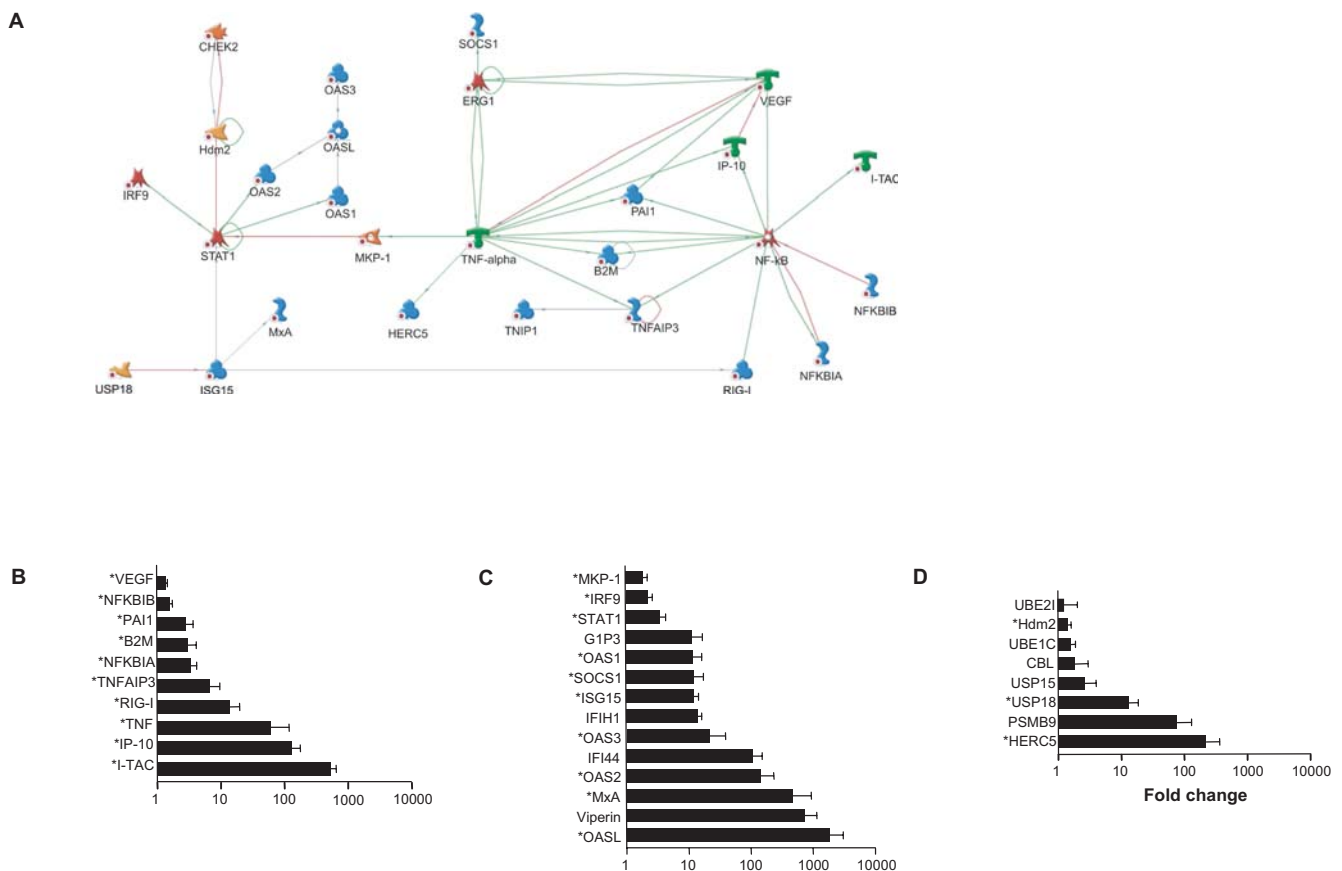 A
CHEK2
SOCS1
OAS3
ERG1
VEGF
Hdm2
OASL
IP-10
I-TAC
IRF9
OAS2
OAS1
PAI1
STAT1
MKP-1
TNF-alpha
B2M
NF-kB
NFKBIB
MxA
HERC5
TNIP1
TNFAIP3
NFKBIA
USP18
ISG15
RIG-I
B
*VEGF
*NFKBIB
*PAI1
*B2M
*NFKBIA
*TNFAIP3
*RIG-I
*TNF
*IP-10
*I-TAC
1 10 100 1000 10000
C
*MKP-1
*IRF9
*STAT1
G1P3
*OAS1
*SOCS1
*ISG15
IFIH1
*OAS3
IFI44
*OAS2
*MxA
Viperin
*OASL
1 10 100 1000 10000
D
UBE2I
*Hdm2
UBE1C
CBL
USP15
*USP18
PSMB9
*HERC5
1 10 100 1000 10000
Fold change